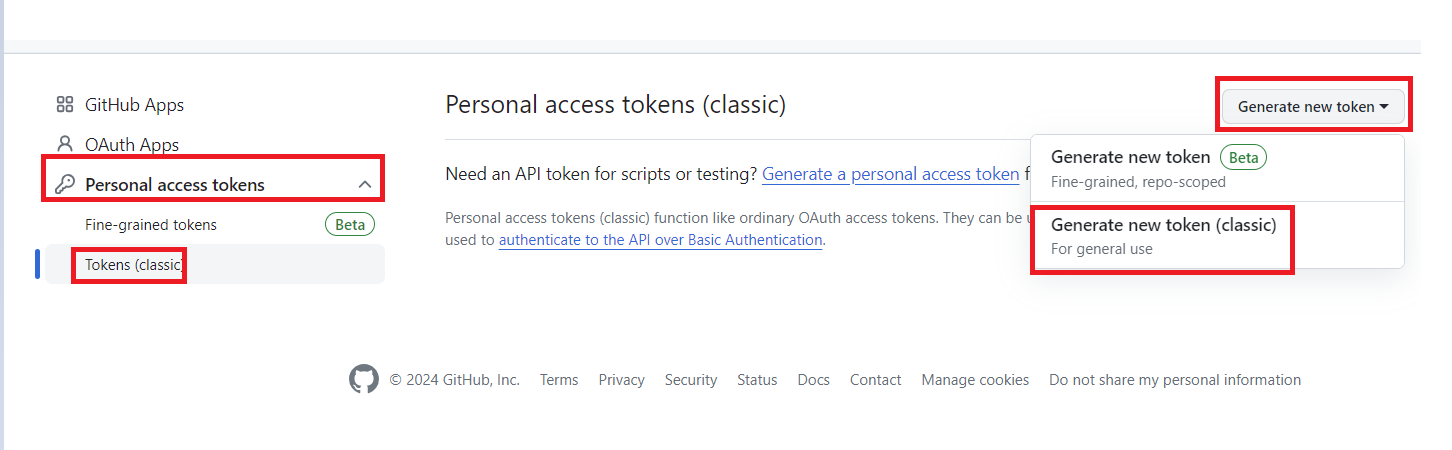 GitHub Apps
OAuth Apps
Personal access tokens
Fine-grained tokens Beta
Tokens (classic)
Personal access tokens (classic)
Generate new token
Need an API token for scripts or testing? Generate a personal access token
Personal access tokens (classic) function like ordinary OAuth access tokens. They can be
used to authenticate to the API over Basic Authentication.
Generate new token Beta
Fine-grained, repo-scoped
Generate new token (classic)
For general use
© 2024 GitHub, Inc. Terms Privacy Security Status Docs Contact Manage cookies Do not share my personal information